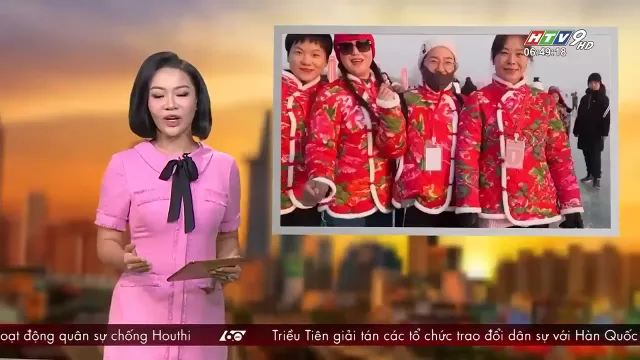 HTV9 HD
06:49:18
oạt động quân sự chống Houthi 60 Triều Tiên giải tán các tổ chức trao đổi dân sự với Hàn Quốc